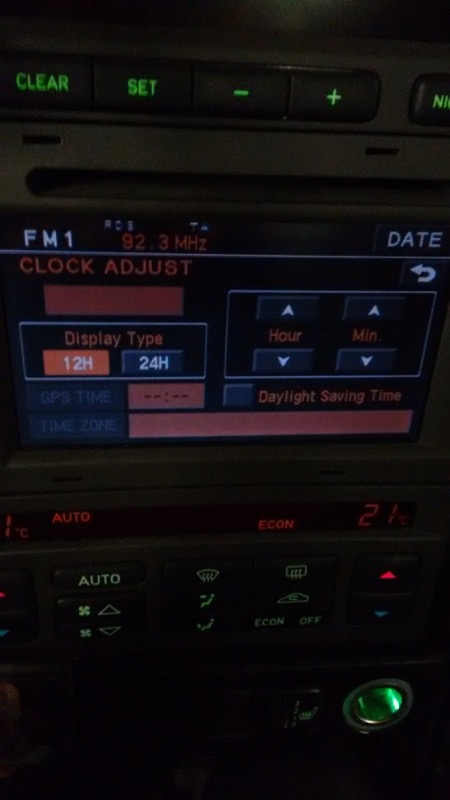 CLEAR SET - +
FM1 RDS TA
92.3 MHz DATE
CLOCK ADJUST
Display Type Hour Min.
12H 24H
GPS TIME --:-- Daylight Saving Time
TIME ZONE
°C AUTO ECON 21°C
AUTO
ECON OFF